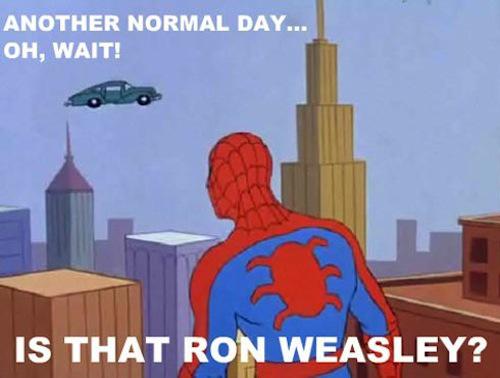 ANOTHER NORMAL DAY...
OH, WAIT!
IS THAT RON WEASLEY?